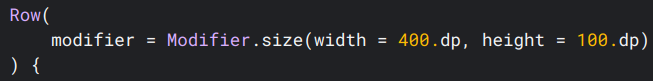 Row(
    modifier = Modifier.size(width = 400.dp, height = 100.dp)
) {